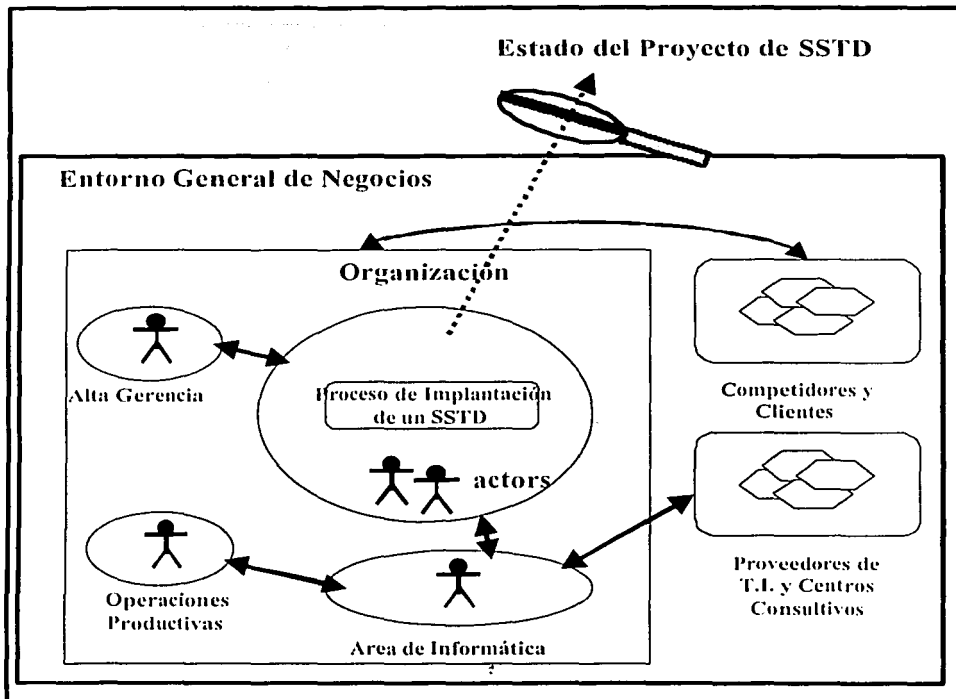 Estado del Proyecto de SSTD
Entorno General de Negocios
Organización
Alta Gerencia
Proceso de Implantación
de un SSTD
actors
Operaciones
Productivas
Area de Informática
Competidores y
Clientes
Proveedores de
T.I. y Centros
Consultivos